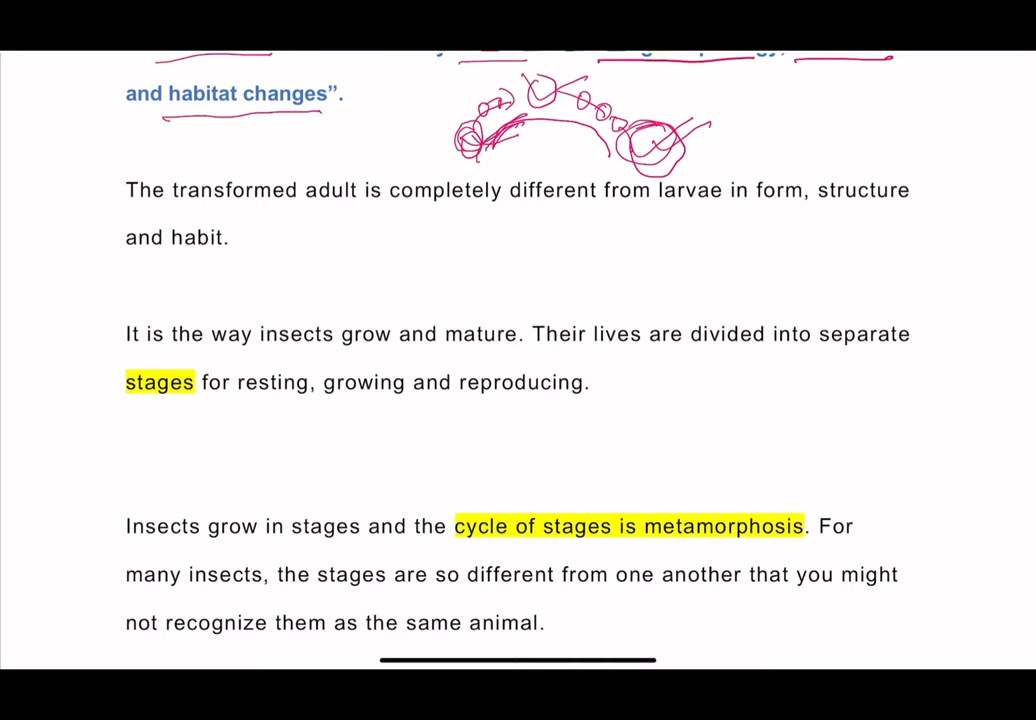 and habitat changes”.
The transformed adult is completely different from larvae in form, structure
and habit.
It is the way insects grow and mature. Their lives are divided into separate
stages for resting, growing and reproducing.
Insects grow in stages and the cycle of stages is metamorphosis. For
many insects, the stages are so different from one another that you might
not recognize them as the same animal.